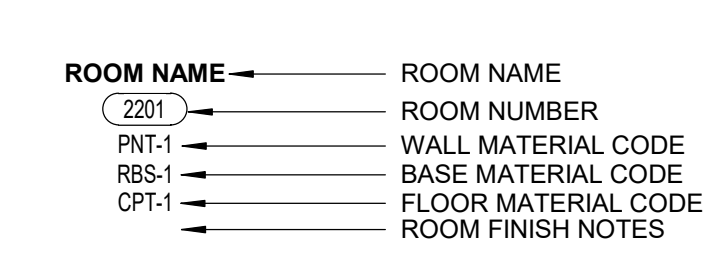 ROOM NAME ROOM NAME
2201 ROOM NUMBER
PNT-1 WALL MATERIAL CODE
RBS-1 BASE MATERIAL CODE
CPT-1 FLOOR MATERIAL CODE
ROOM FINISH NOTES